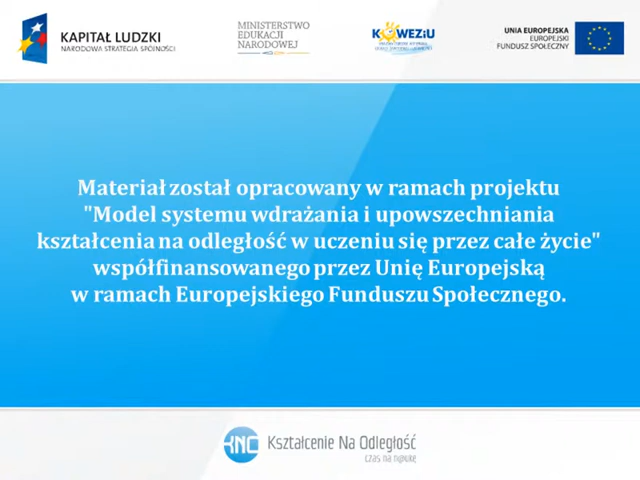 KAPITAŁ LUDZKI
NARODOWA STRATEGIA SPÓJNOŚCI
MINISTERSTWO
EDUKACJI
NARODOWEJ
KOWEZiU
UNIA EUROPEJSKA
EUROPEJSKI
FUNDUSZ SPOŁECZNY
Materiał został opracowany w ramach projektu
"Model systemu wdrażania i upowszechniania
kształcenia na odległość w uczeniu się przez całe życie"
współfinansowanego przez Unię Europejską
w ramach Europejskiego Funduszu Społecznego.
KNO Kształcenie Na Odległość
czas na naukę